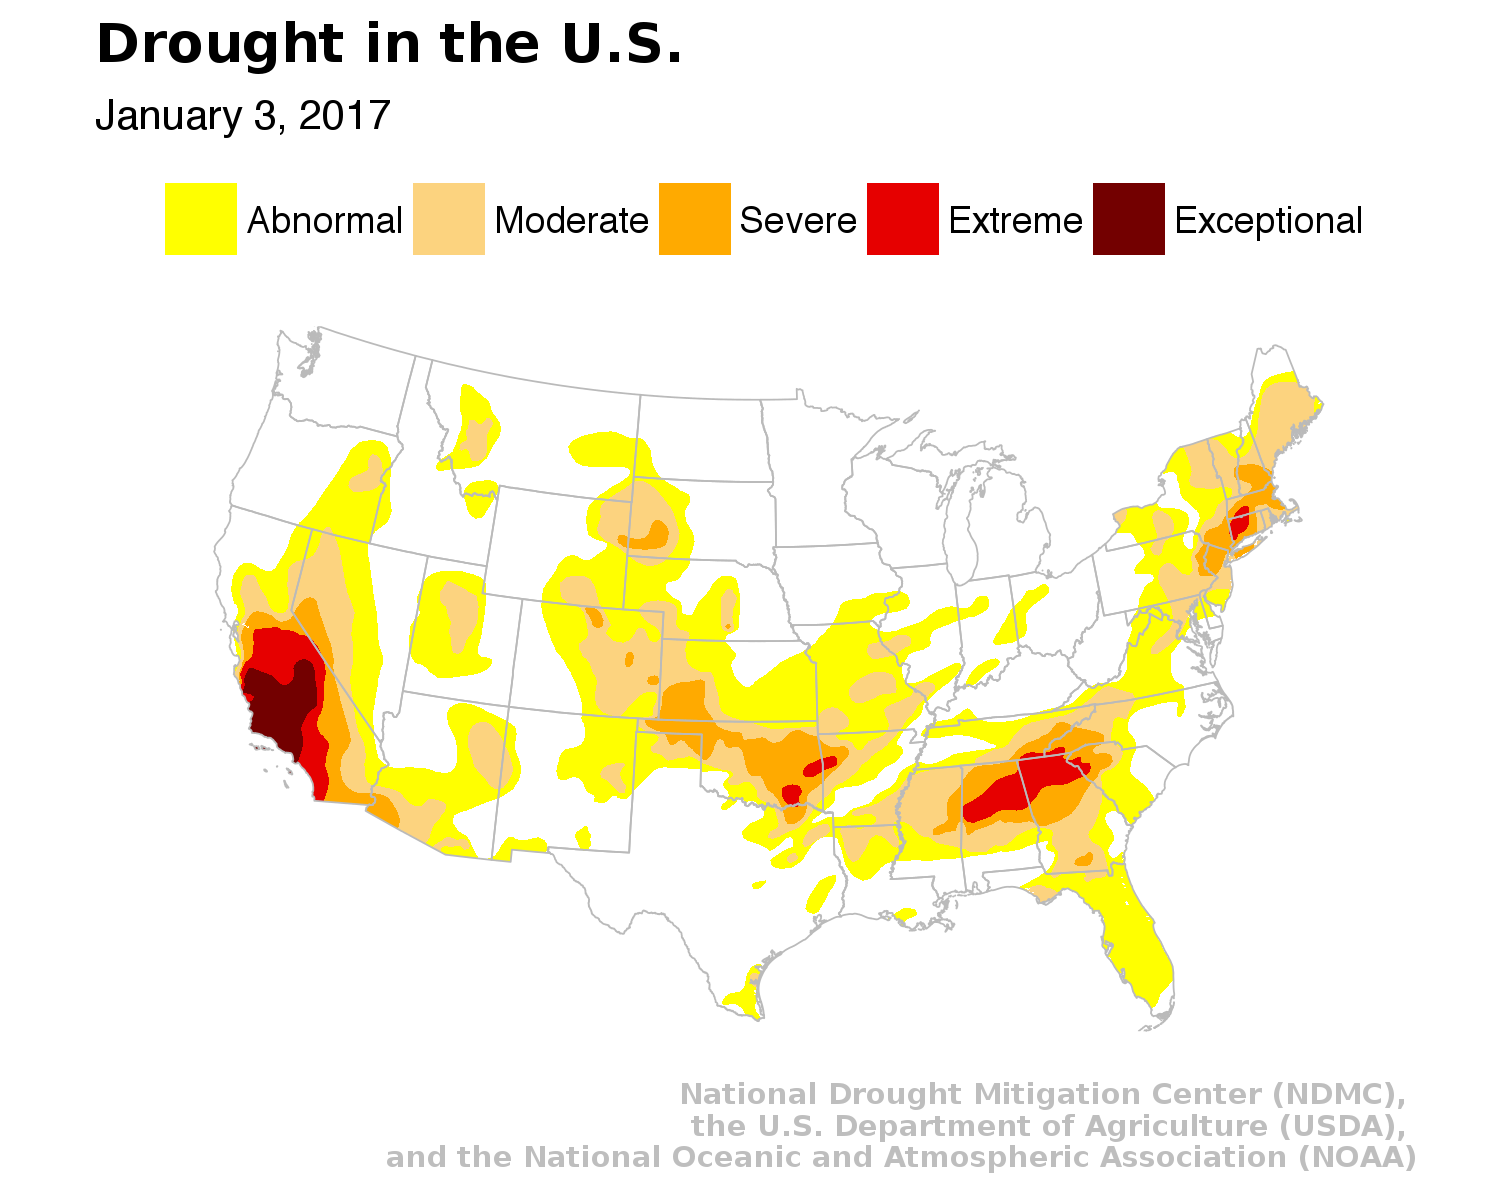 Drought in the U.S.
January 3, 2017
Abnormal Moderate Severe Extreme Exceptional
National Drought Mitigation Center (NDMC),
the U.S. Department of Agriculture (USDA),
and the National Oceanic and Atmospheric Association (NOAA)